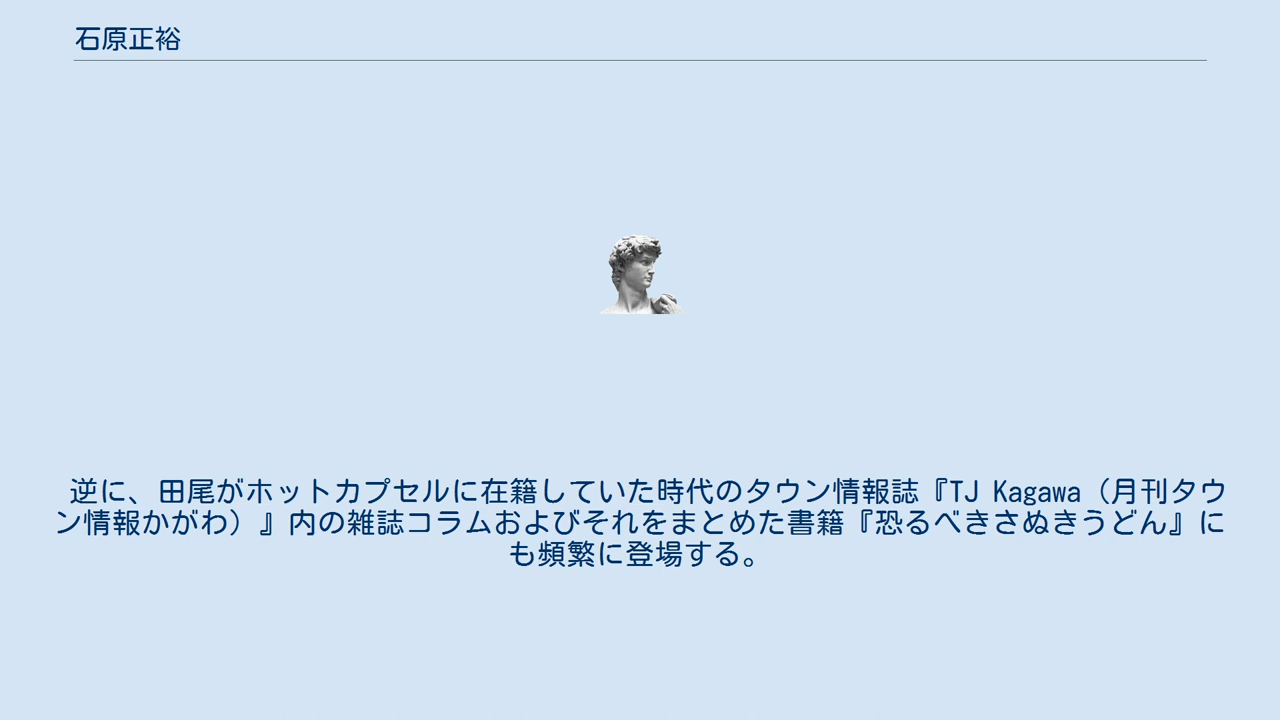 石原正裕
逆に、田尾がホットカプセルに在籍していた時代のタウン情報誌『TJ Kagawa（月刊タウ
ン情報かがわ）』内の雑誌コラムおよびそれをまとめた書籍『恐るべきさぬきうどん』に
も頻繁に登場する。